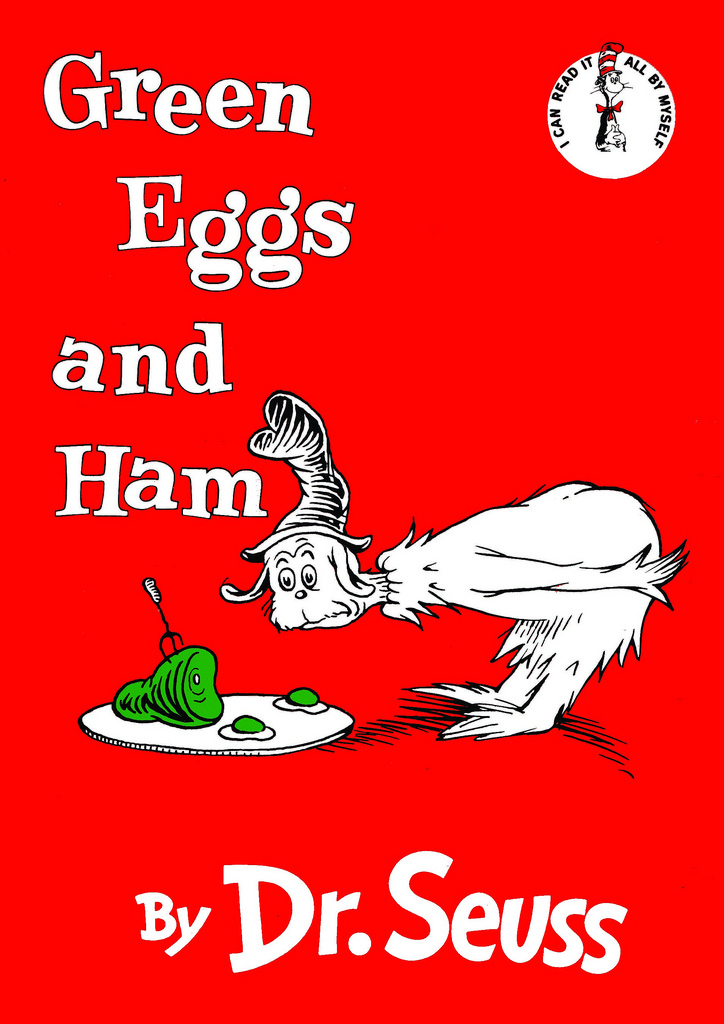 Green
Eggs
and
Ham
I CAN READ IT ALL BY MYSELF
By Dr. Seuss